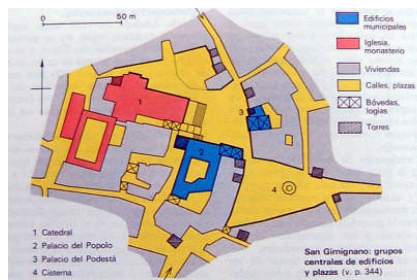 0 50 m
Edificios
municipales
Iglesia,
monasterio
Viviendas
Calles, plazas
Bóvedas,
logias
Torres
1
2
3
4
1 Catedral
2 Palacio del Popolo
3 Palacio del Podestá
4 Cisterna
San Gimignano: grupos
centrales de edificios
y plazas (v. p. 344)